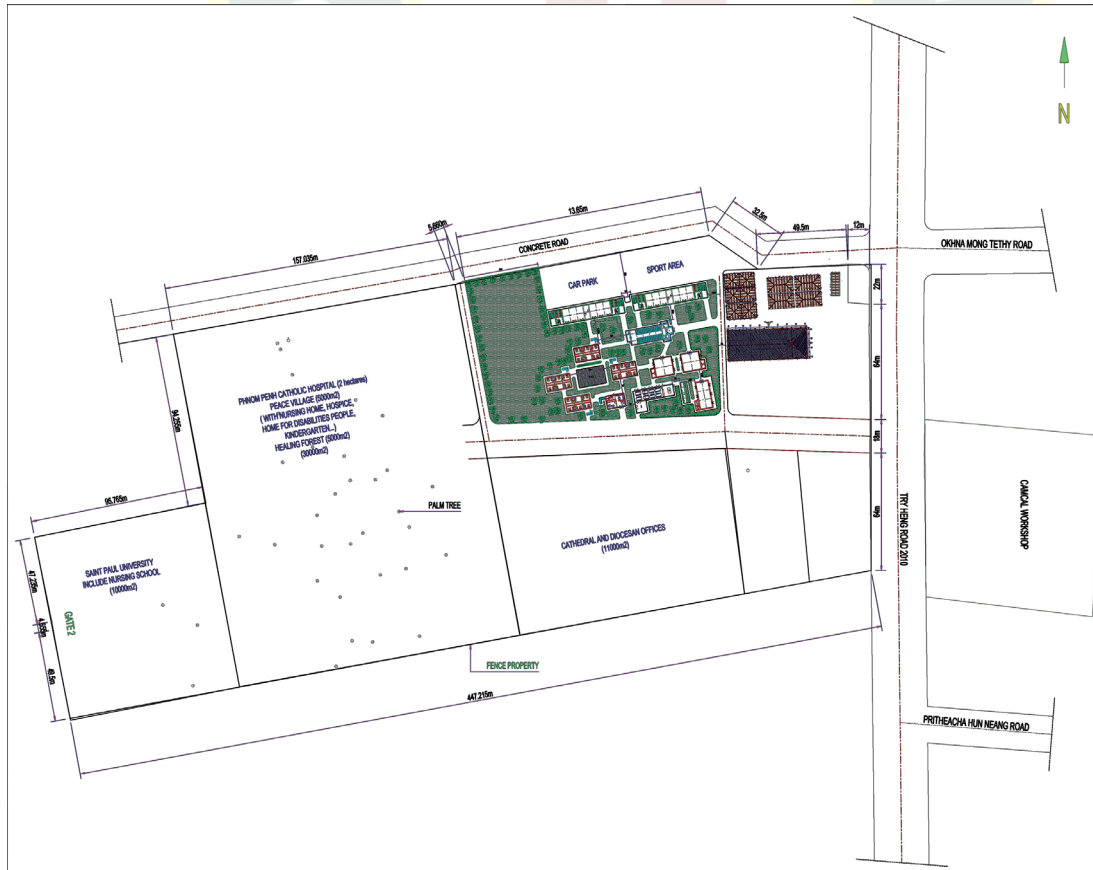 N
OKHNA MONG TETHY ROAD
12m
49.5m
32.5m
13.65m
5.660m
157.035m
CONCRETE ROAD
CAR PARK
SPORT AREA
22m
64m
18m
64m
TRY HENG ROAD 2010
CAMCAL WORKSHOP
94.255m
PHNOM PENH CATHOLIC HOSPITAL (2 hectares)
PEACE VILLAGE (5000m2)
( WITH NURSING HOME, HOSPICE,
HOME FOR DISABILITIES PEOPLE,
KINDERGARTEN...)
HEALING FOREST (5000m2)
(30000m2)
PALM TREE
95.765m
CATHEDRAL AND DIOCESAN OFFICES
(11000m2)
SAINT PAUL UNIVERSITY
INCLUDE NURSING SCHOOL
(10000m2)
47.235m
GATE 2
49.5m
FENCE PROPERTY
447.215m
PRITHEACHA HUN NEANG ROAD